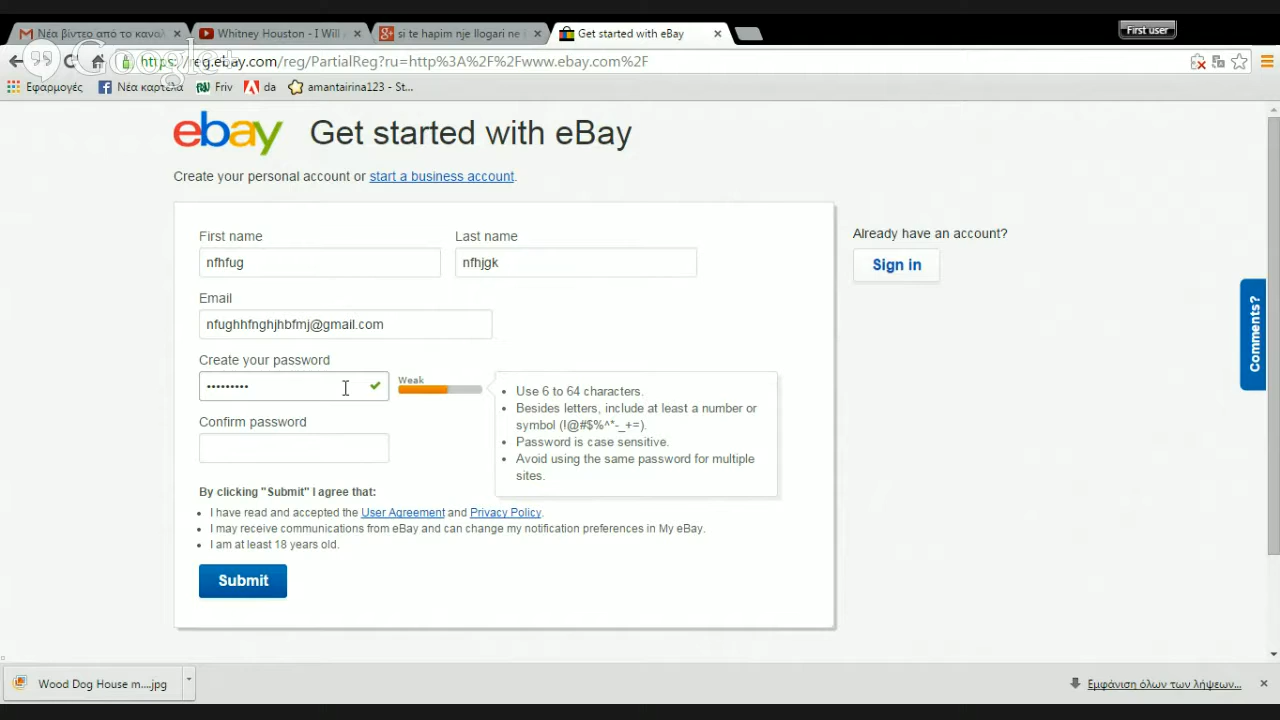 Νέα βίντεο από το κανα
Whitney Houston - I Will
si te hapim nje llogari ne
Get started with eBay
First user
Google+
https://reg.ebay.com/reg/PartialReg?ru=http%3A%2F%2Fwww.ebay.com%2F
Εφαρμογές
Νέα καρτέλα
Friv
da
amantairina123 - St...
ebay
Get started with eBay
Create your personal account or start a business account.
First name
Last name
nfhfug
nfhjgk
Already have an account?
Sign in
Email
nfughhfnghjhbfmj@gmail.com
Comments?
Create your password
•••••••••
Weak
• Use 6 to 64 characters.
• Besides letters, include at least a number or
symbol (!@#$%^*-_+=).
• Password is case sensitive.
• Avoid using the same password for multiple
sites.
Confirm password
By clicking "Submit" I agree that:
• I have read and accepted the User Agreement and Privacy Policy.
• I may receive communications from eBay and can change my notification preferences in My eBay.
• I am at least 18 years old.
Submit
Wood Dog House m....jpg
Εμφάνιση όλων των λήψεων...